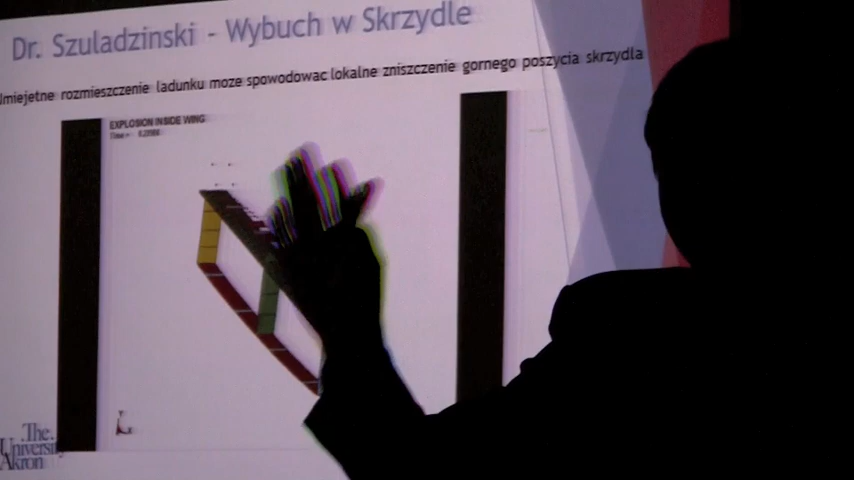 Dr. Szuladzinski - Wybuch w Skrzydle
Umiejetne rozmieszczenie ladunku moze spowodowac lokalne zniszczenie gornego poszycia skrzydla
EXPLOSION INSIDE WING
Time =
The
University
Akron